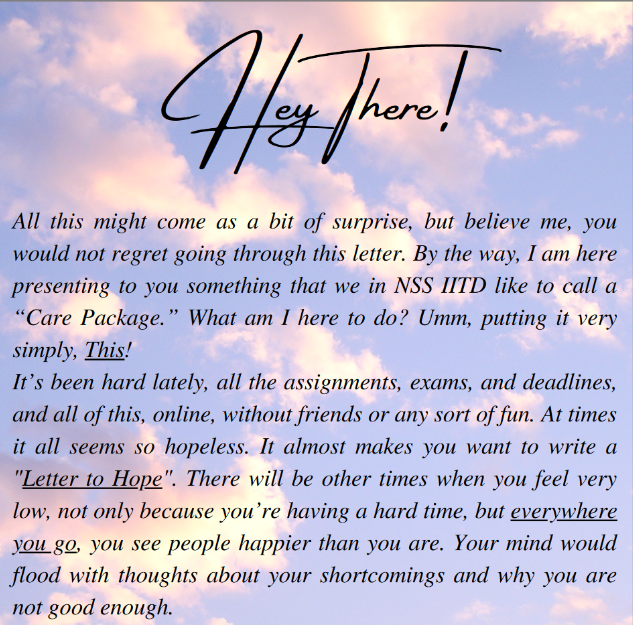 Hey There!
All this might come as a bit of surprise, but believe me, you
would not regret going through this letter. By the way, I am here
presenting to you something that we in NSS IITD like to call a
“Care Package.” What am I here to do? Umm, putting it very
simply, This!
It’s been hard lately, all the assignments, exams, and deadlines,
and all of this, online, without friends or any sort of fun. At times
it all seems so hopeless. It almost makes you want to write a
"Letter to Hope". There will be other times when you feel very
low, not only because you’re having a hard time, but everywhere
you go, you see people happier than you are. Your mind would
flood with thoughts about your shortcomings and why you are
not good enough.